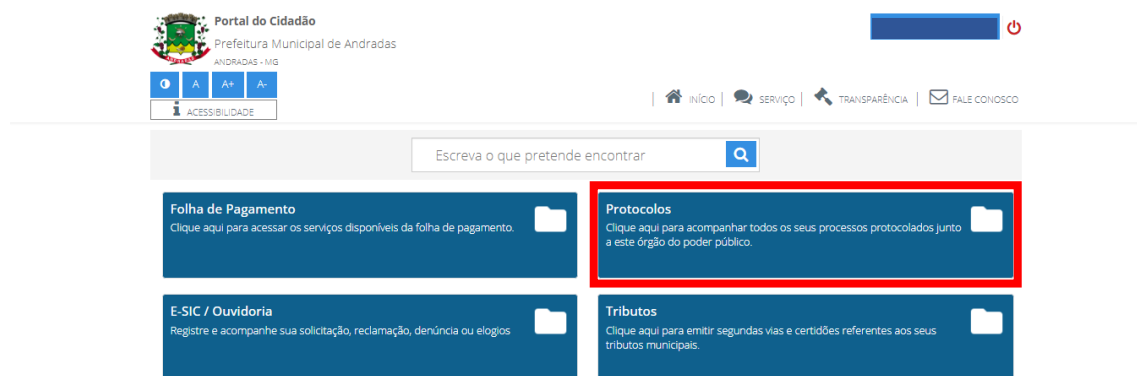 Portal do Cidadão
Prefeitura Municipal de Andradas
ANDRADAS - MG
A A+ A-
ACESSIBILIDADE
INÍCIO | SERVIÇO | TRANSPARÊNCIA | FALE CONOSCO
Escreva o que pretende encontrar
Folha de Pagamento
Clique aqui para acessar os serviços disponíveis da folha de pagamento.
Protocolos
Clique aqui para acompanhar todos os seus processos protocolados junto
a este órgão do poder público.
E-SIC / Ouvidoria
Registre e acompanhe sua solicitação, reclamação, denúncia ou elogios
Tributos
Clique aqui para emitir segundas vias e certidões referentes aos seus
tributos municipais.